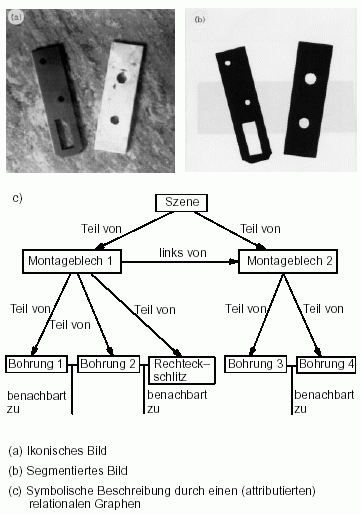 (a)
(b)
c)
Szene
Teil von
Teil von
Montageblech 1
links von
Montageblech 2
Teil von
Teil von
Teil von
Teil von
Teil von
Bohrung 1
Bohrung 2
Rechteck–
schlitz
Bohrung 3
Bohrung 4
benachbart
zu
benachbart
zu
benachbart
zu
(a) Ikonisches Bild
(b) Segmentiertes Bild
(c) Symbolische Beschreibung durch einen (attributierten)
relationalen Graphen